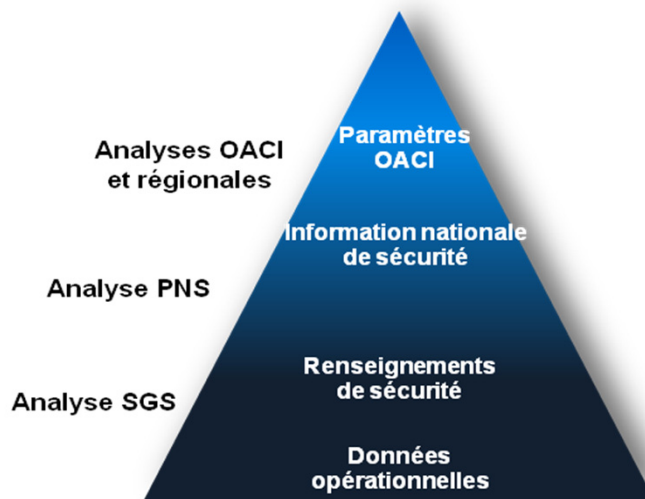 Paramètres
OACI
Analyses OACI
et régionales
Information nationale
de sécurité
Analyse PNS
Renseignements
de sécurité
Analyse SGS
Données
opérationnelles